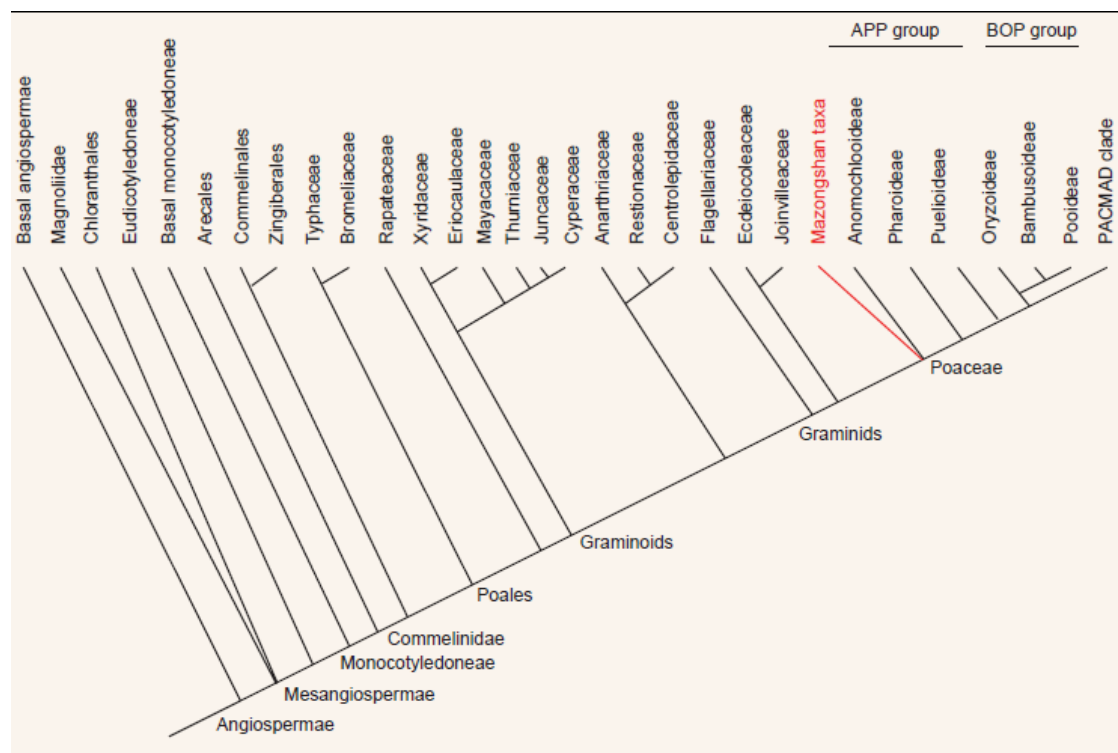 APP group
BOP group
Basal angiospermae
Magnoliidae
Chloranthales
Eudicotyledoneae
Basal monocotyledoneae
Arecales
Commelinales
Zingiberales
Typhaceae
Bromeliaceae
Rapateaceae
Xyridaceae
Eriocaulaceae
Mayacaceae
Thurniaceae
Juncaceae
Cyperaceae
Anarthriaceae
Restionaceae
Centrolepidaceae
Flagellariaceae
Ecdeiocoleaceae
Joinvilleaceae
Mazongshan taxa
Anomochlooideae
Pharoideae
Puelioideae
Oryzoideae
Bambusoideae
Pooideae
PACMAD clade
Poaceae
Graminids
Graminoids
Poales
Commelinidae
Monocotyledoneae
Mesangiospermae
Angiospermae